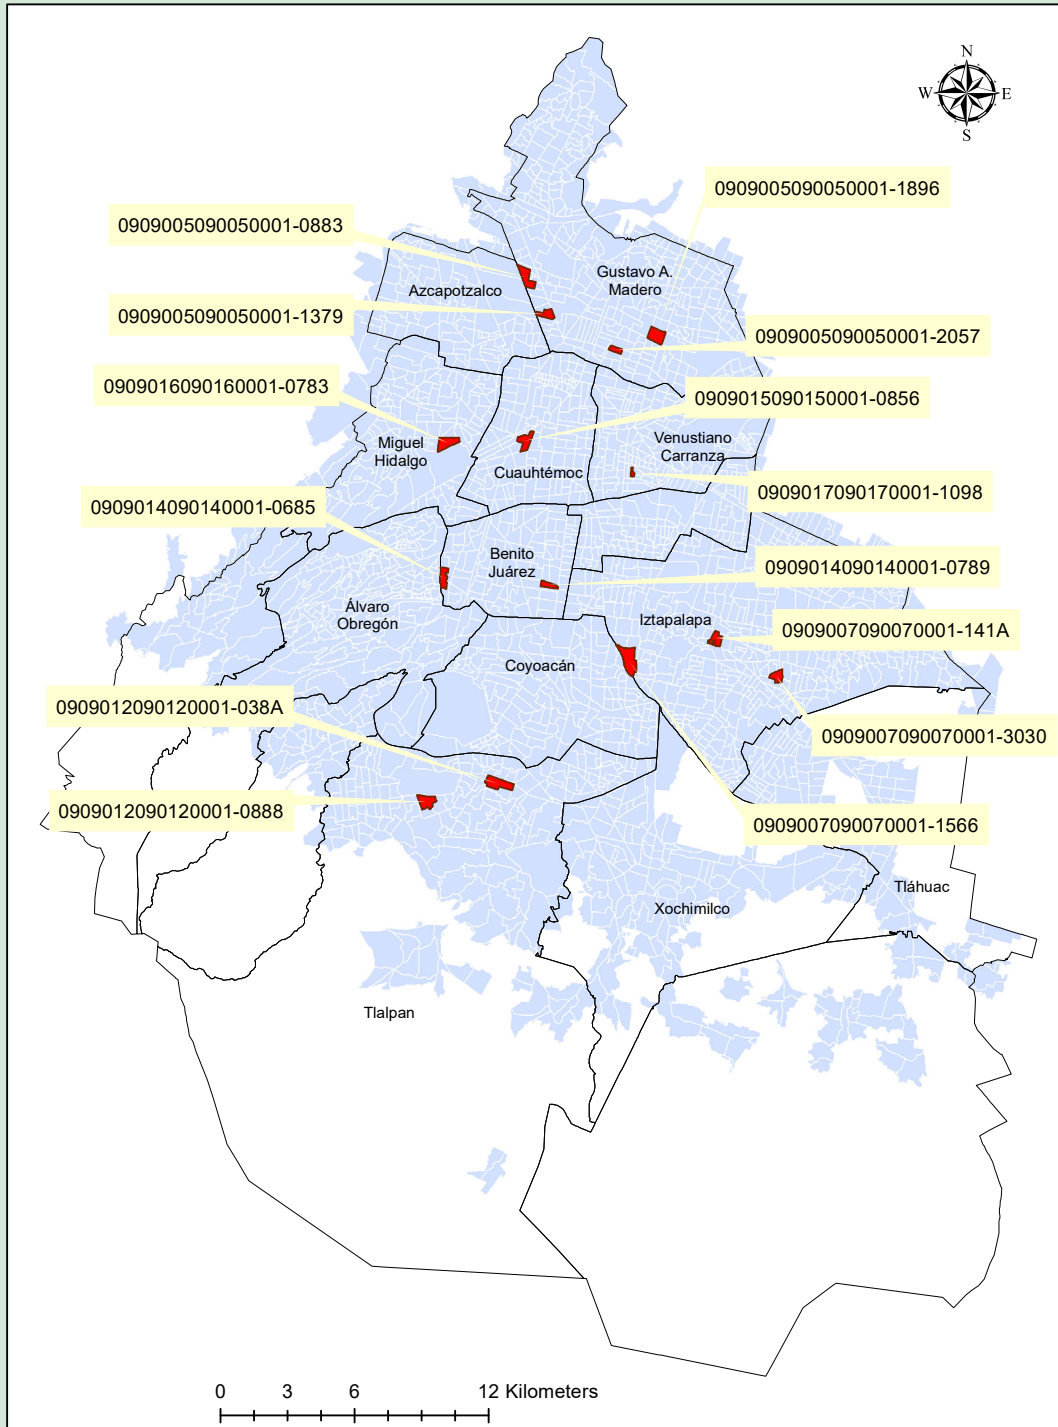 N
W E
S
0909005090050001-1896
0909005090050001-0883
Gustavo A.
Madero
Azcapotzalco
0909005090050001-1379
0909005090050001-2057
0909016090160001-0783
0909015090150001-0856
Venustiano
Carranza
Miguel
Hidalgo
Cuauhtémoc
0909017090170001-1098
0909014090140001-0685
Benito
Juárez
0909014090140001-0789
Álvaro
Obregón
Iztapalapa
0909007090070001-141A
Coyoacán
0909012090120001-038A
0909007090070001-3030
0909012090120001-0888
0909007090070001-1566
Tláhuac
Xochimilco
Tlalpan
0 3 6 12 Kilometers